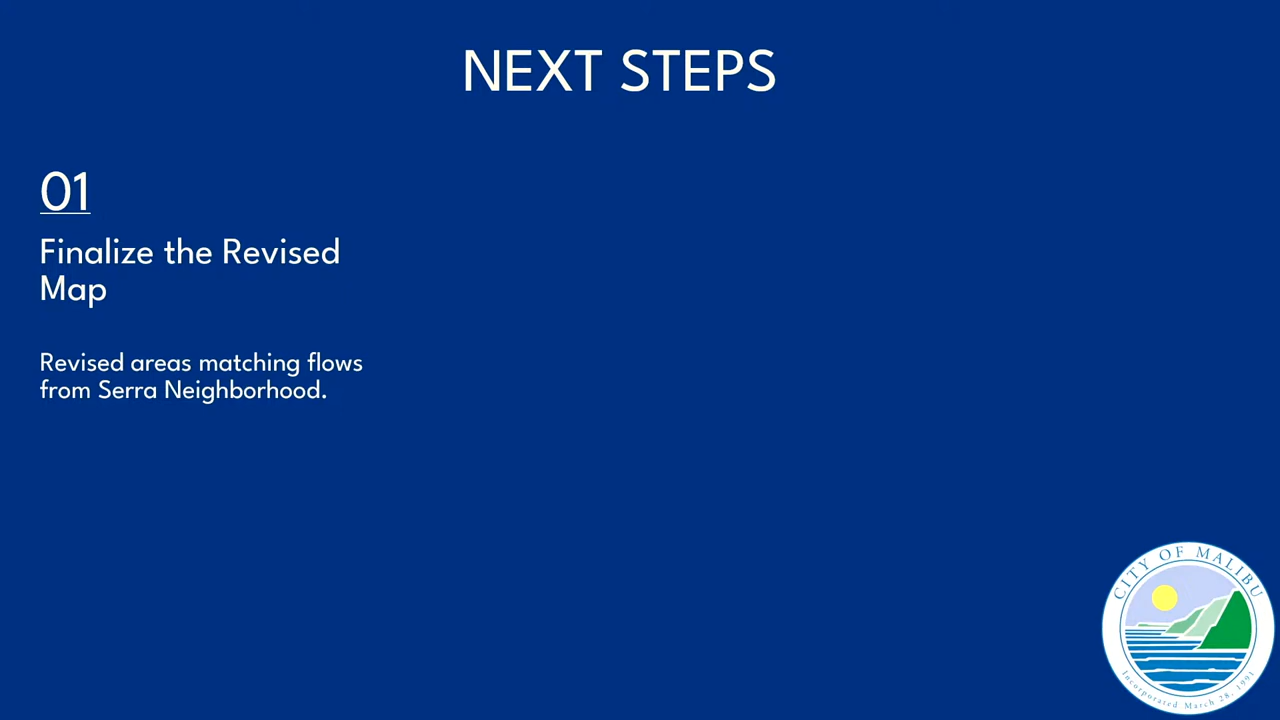 NEXT STEPS
01
Finalize the Revised
Map
Revised areas matching flows
from Serra Neighborhood.
CITY OF MALIBU
Incorporated March 28, 1991